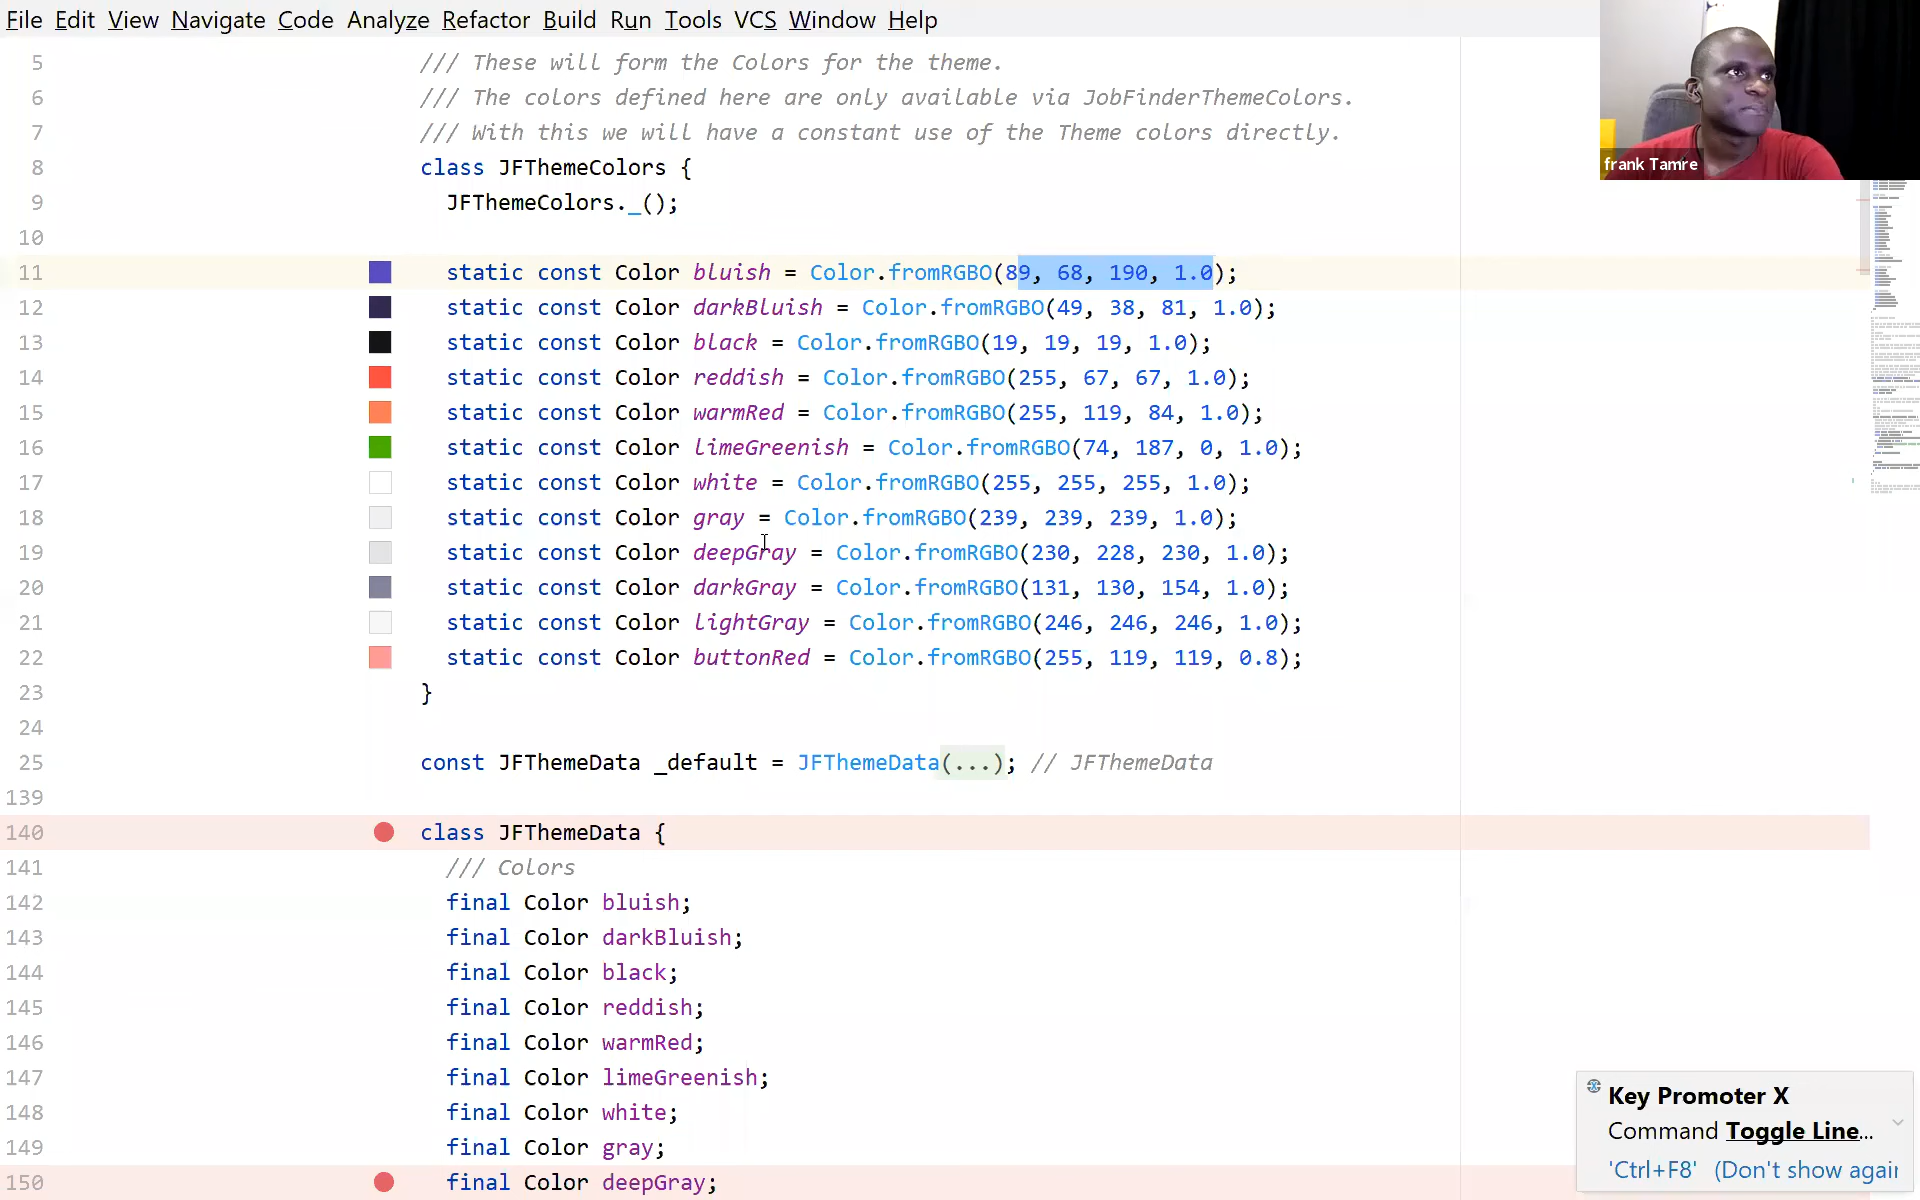 File Edit View Navigate Code Analyze Refactor Build Run Tools VCS Window Help
5 /// These will form the Colors for the theme.
6 /// The colors defined here are only available via JobFinderThemeColors.
7 /// With this we will have a constant use of the Theme colors directly.
8 class JFThemeColors {
9 JFThemeColors._();
10
11 static const Color bluish = Color.fromRGBO(89, 68, 190, 1.0);
12 static const Color darkBluish = Color.fromRGBO(49, 38, 81, 1.0);
13 static const Color black = Color.fromRGBO(19, 19, 19, 1.0);
14 static const Color reddish = Color.fromRGBO(255, 67, 67, 1.0);
15 static const Color warmRed = Color.fromRGBO(255, 119, 84, 1.0);
16 static const Color limeGreenish = Color.fromRGBO(74, 187, 0, 1.0);
17 static const Color white = Color.fromRGBO(255, 255, 255, 1.0);
18 static const Color gray = Color.fromRGBO(239, 239, 239, 1.0);
19 static const Color deepGray = Color.fromRGBO(230, 228, 230, 1.0);
20 static const Color darkGray = Color.fromRGBO(131, 130, 154, 1.0);
21 static const Color lightGray = Color.fromRGBO(246, 246, 246, 1.0);
22 static const Color buttonRed = Color.fromRGBO(255, 119, 119, 0.8);
23 }
24
25 const JFThemeData _default = JFThemeData(...); // JFThemeData
139
140 class JFThemeData {
141 /// Colors
142 final Color bluish;
143 final Color darkBluish;
144 final Color black;
145 final Color reddish;
146 final Color warmRed;
147 final Color limeGreenish;
148 final Color white;
149 final Color gray;
150 final Color deepGray;
frank Tamre
Key Promoter X
Command Toggle Line...
'Ctrl+F8' (Don't show agair